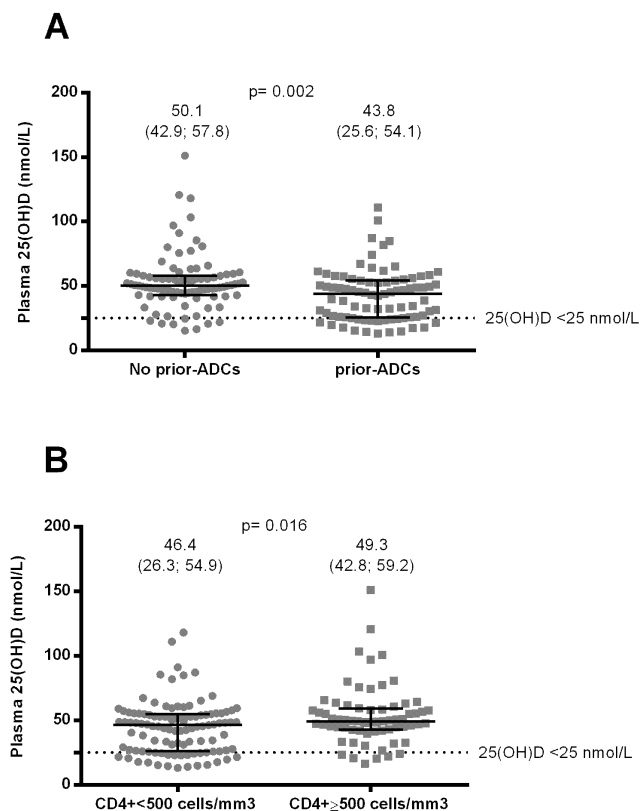 A
Plasma 25(OH)D (nmol/L)
200
150
100
50
0
p= 0.002
50.1
(42.9; 57.8)
43.8
(25.6; 54.1)
25(OH)D <25 nmol/L
No prior-ADCs
prior-ADCs
B
Plasma 25(OH)D (nmol/L)
200
150
100
50
0
p= 0.016
46.4
(26.3; 54.9)
49.3
(42.8; 59.2)
25(OH)D <25 nmol/L
CD4+<500 cells/mm3
CD4+≥500 cells/mm3